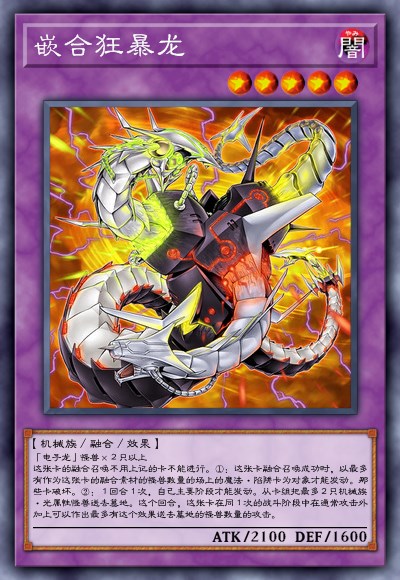 嵌合狂暴龙
やみ
闇
【机械族/融合/效果】
「电子龙」怪兽×2只以上
这张卡的融合召唤不用上记的卡不能进行。①：这张卡融合召唤成功时，以最多
有作为这张卡的融合素材的怪兽数量的场上的魔法·陷阱卡为对象才能发动。那
些卡破坏。②：1回合1次，自己主要阶段才能发动。从卡组把最多2只机械族
·光属性怪兽送去墓地。这个回合，这张卡在同1次的战斗阶段中在通常攻击外
加上可以作出最多有这个效果送去墓地的怪兽数量的攻击。
ATK/2100 DEF/1600